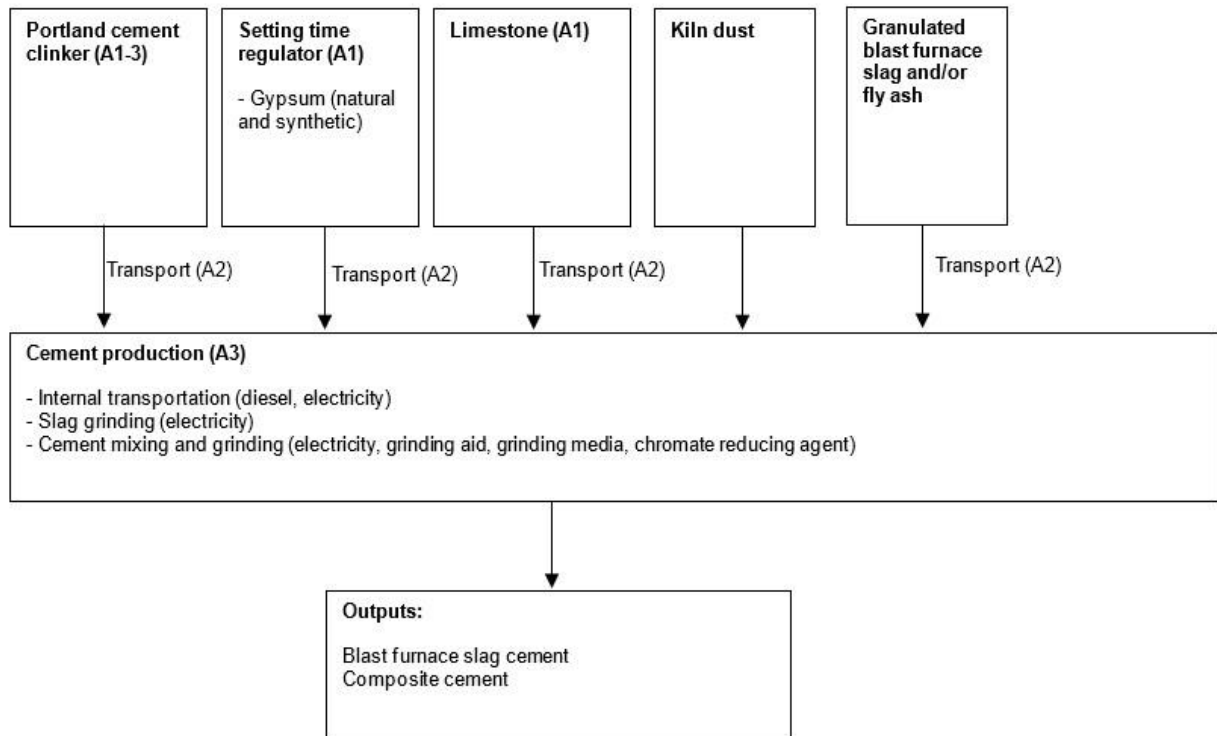 Portland cement
clinker (A1-3)
Setting time
regulator (A1)
- Gypsum (natural
and synthetic)
Limestone (A1)
Kiln dust
Granulated
blast furnace
slag and/or
fly ash
Transport (A2)
Transport (A2)
Transport (A2)
Transport (A2)
Cement production (A3)
- Internal transportation (diesel, electricity)
- Slag grinding (electricity)
- Cement mixing and grinding (electricity, grinding aid, grinding media, chromate reducing agent)
Outputs:
Blast furnace slag cement
Composite cement